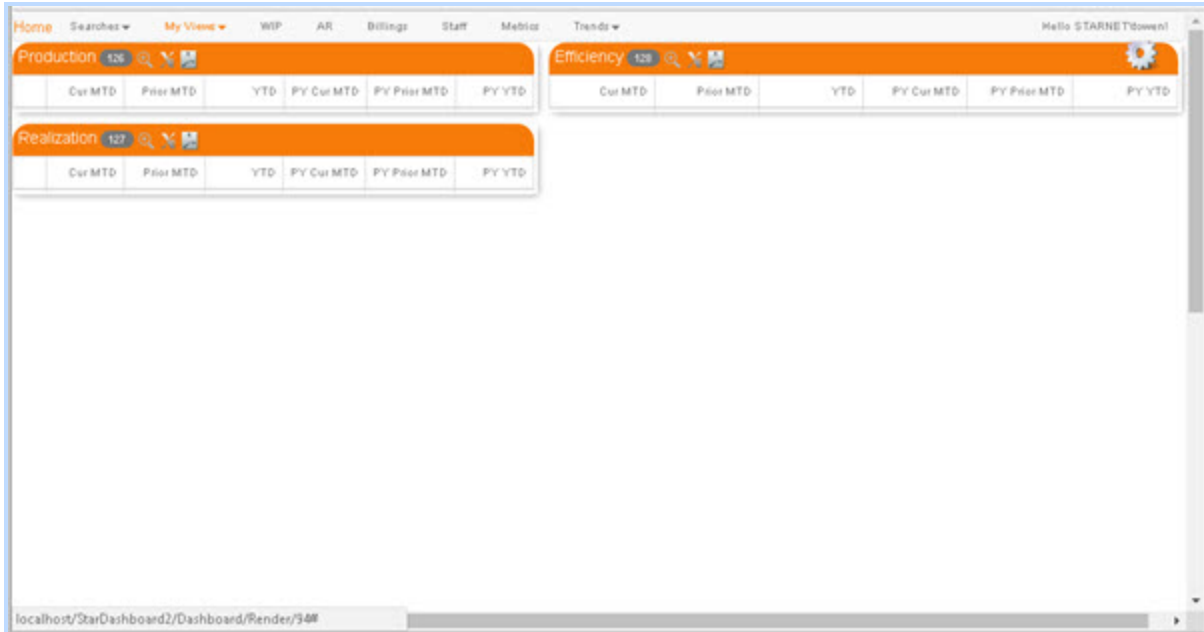 Home Searches My Views WIP AR Billings Staff Metrics Trends Hello STARNET\towen!
Production 126
Cur MTD Prior MTD YTD PY Cur MTD PY Prior MTD PY YTD
Efficiency 128
Cur MTD Prior MTD YTD PY Cur MTD PY Prior MTD PY YTD
Realization 127
Cur MTD Prior MTD YTD PY Cur MTD PY Prior MTD PY YTD
localhost/StarDashboard2/Dashboard/Render/94#